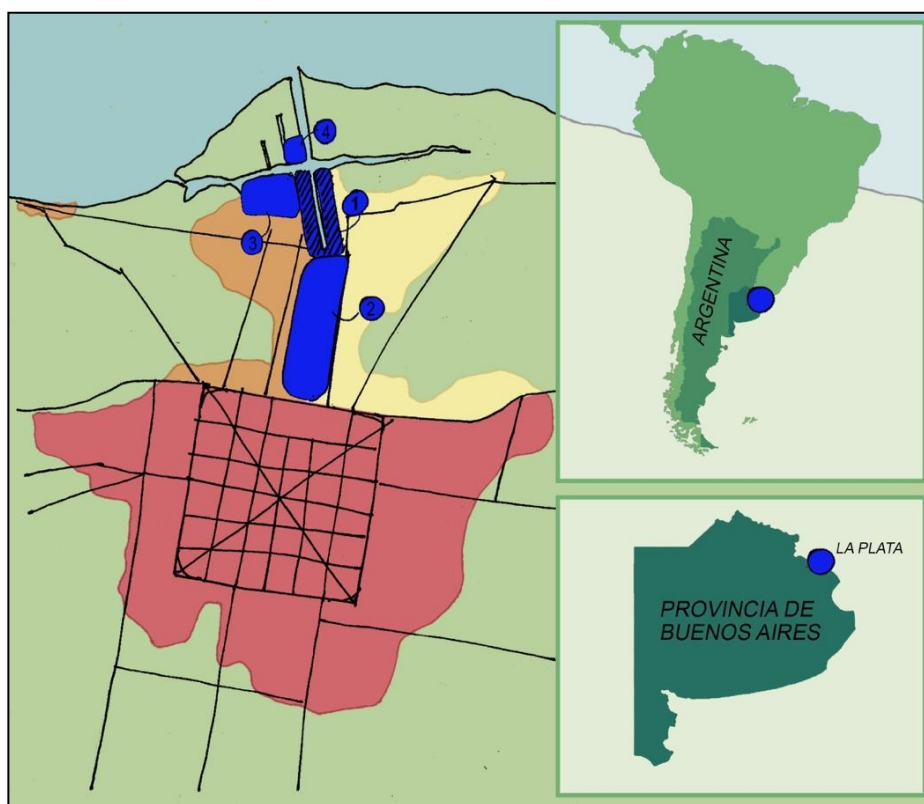 4
1
3
2
ARGENTINA
LA PLATA
PROVINCIA DE
BUENOS AIRES